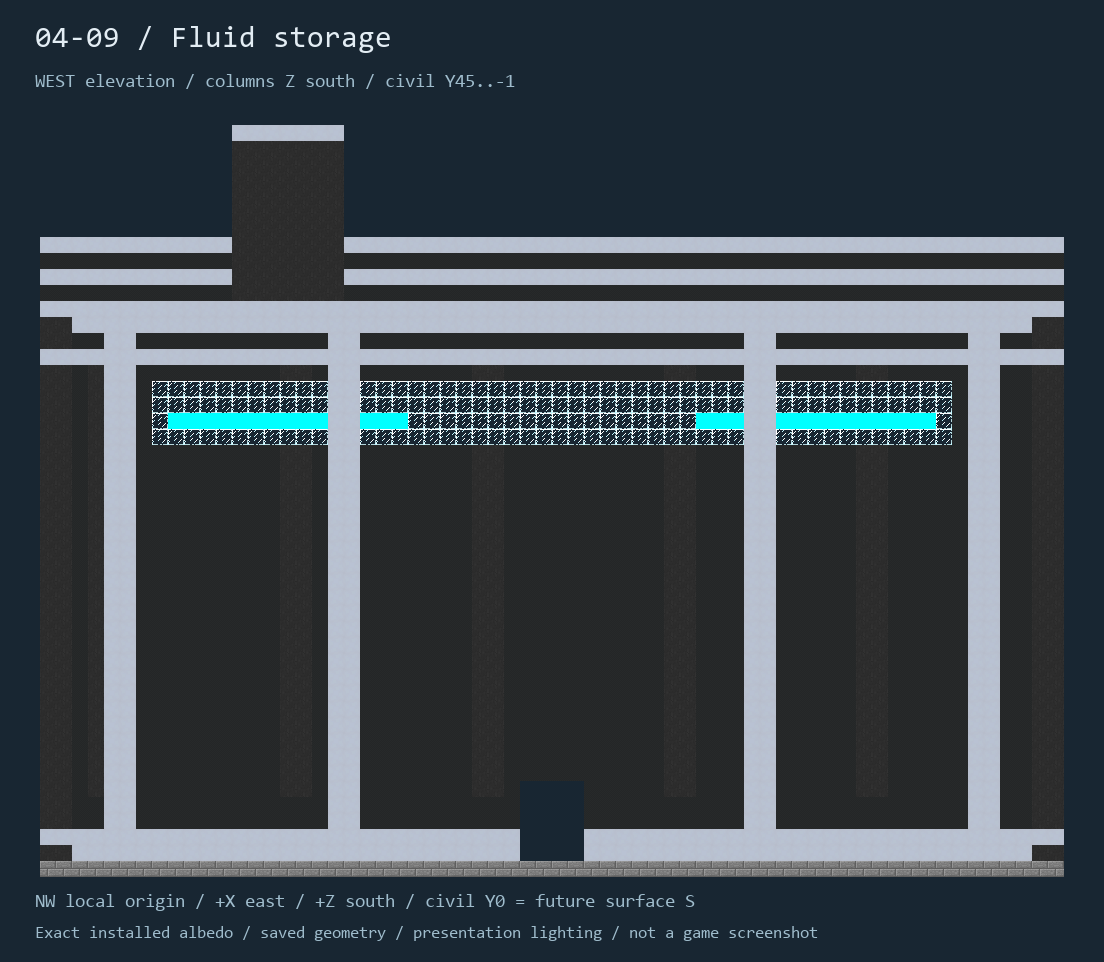 04-09 / Fluid storage
WEST elevation / columns Z south / civil Y45..-1
NW local origin / +X east / +Z south / civil Y0 = future surface S
Exact installed albedo / saved geometry / presentation lighting / not a game screenshot